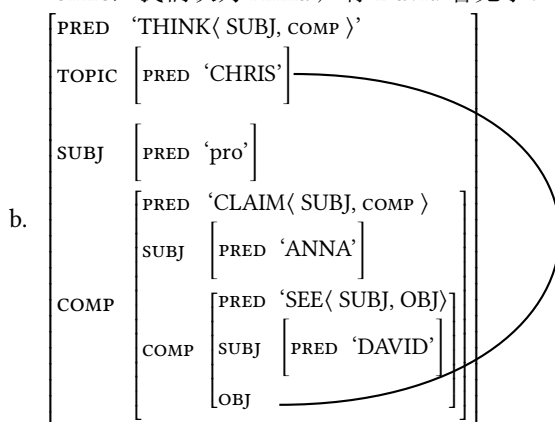 PRED ‘THINK⟨ SUBJ, COMP ⟩’
TOPIC [PRED ‘CHRIS’]
SUBJ [PRED ‘pro’]
b.
PRED ‘CLAIM⟨ SUBJ, COMP ⟩
SUBJ [PRED ‘ANNA’]
COMP
PRED ‘SEE⟨ SUBJ, OBJ⟩
COMP SUBJ [PRED ‘DAVID’]
OBJ